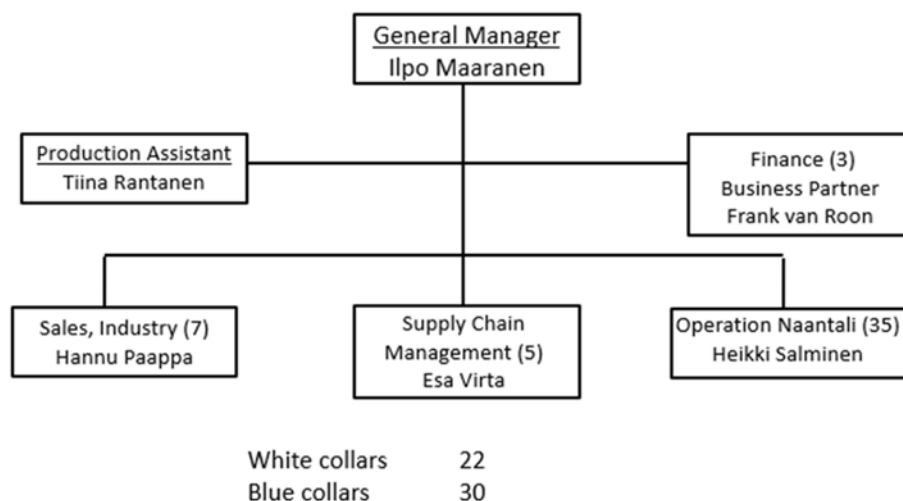 General Manager
Ilpo Maaranen
Production Assistant
Tiina Rantanen
Finance (3)
Business Partner
Frank van Roon
Sales, Industry (7)
Hannu Paappa
Supply Chain
Management (5)
Esa Virta
Operation Naantali (35)
Heikki Salminen
White collars 22
Blue collars 30